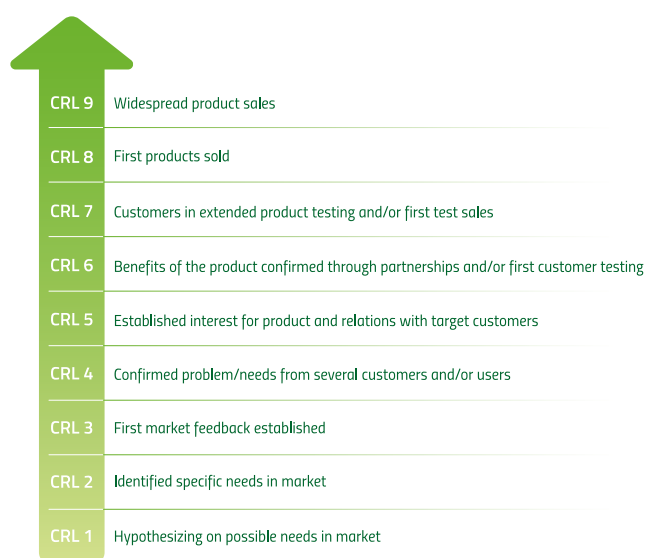 CRL 9 Widespread product sales
CRL 8 First products sold
CRL 7 Customers in extended product testing and/or first test sales
CRL 6 Benefits of the product confirmed through partnerships and/or first customer testing
CRL 5 Established interest for product and relations with target customers
CRL 4 Confirmed problem/needs from several customers and/or users
CRL 3 First market feedback established
CRL 2 Identified specific needs in market
CRL 1 Hypothesizing on possible needs in market